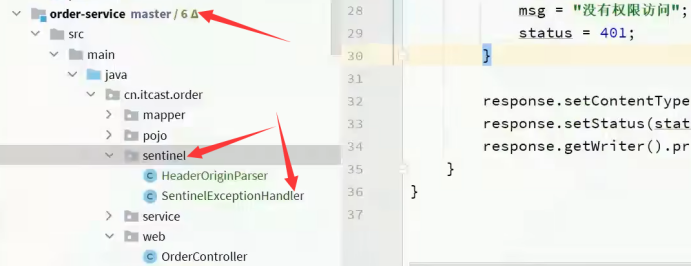 order-service master / 6 Δ
src
main
java
cn.itcast.order
mapper
pojo
sentinel
HeaderOriginParser
SentinelExceptionHandler
service
web
OrderController
28 msg = "没有权限访问";
29 status = 401;
30 }
31
32 response.setContentType
33 response.setStatus(stat
34 response.getWriter().pr
35 }
36 }
37